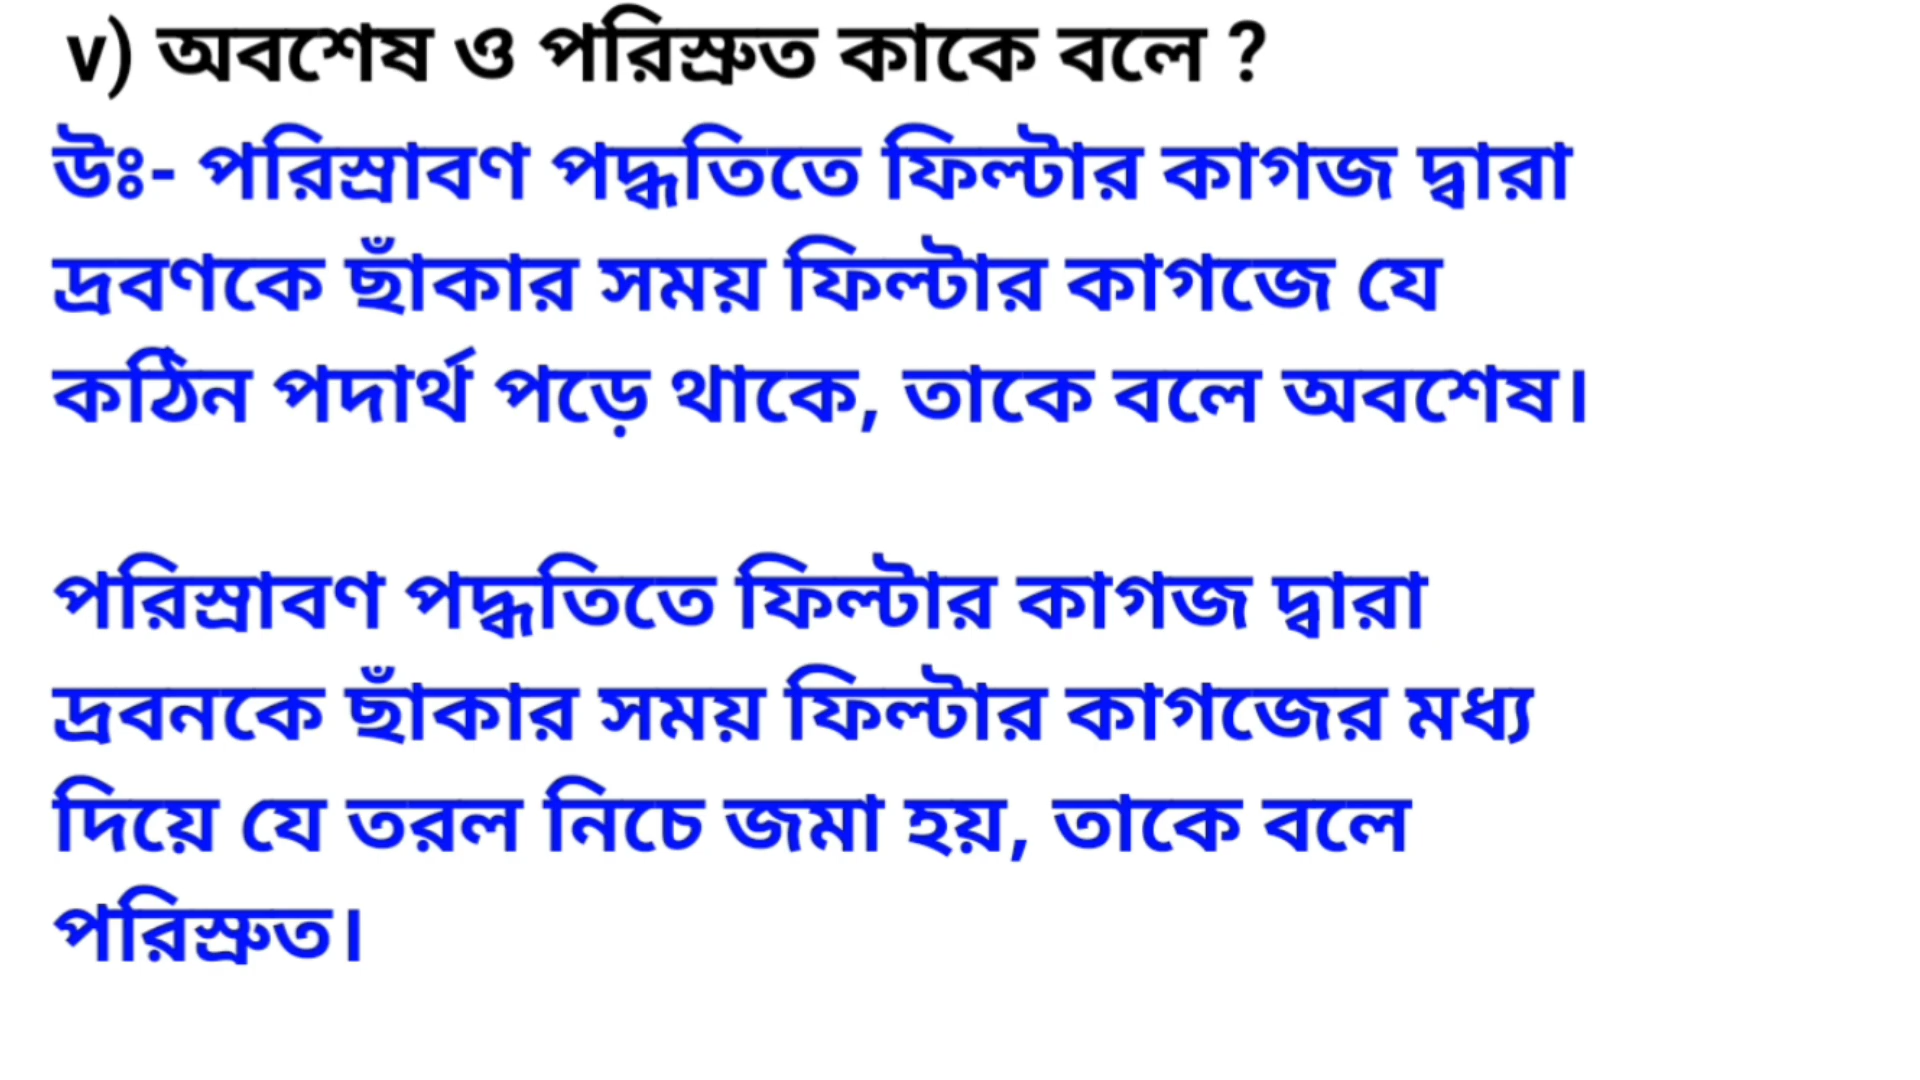 v) অবশেষ ও পরিস্রুত কাকে বলে ?
উঃ- পরিস্রাবণ পদ্ধতিতে ফিল্টার কাগজ দ্বারা
দ্রবণকে ছাঁকার সময় ফিল্টার কাগজে যে
কঠিন পদার্থ পড়ে থাকে, তাকে বলে অবশেষ।
পরিস্রাবণ পদ্ধতিতে ফিল্টার কাগজ দ্বারা
দ্রবনকে ছাঁকার সময় ফিল্টার কাগজের মধ্য
দিয়ে যে তরল নিচে জমা হয়, তাকে বলে
পরিস্রুত।